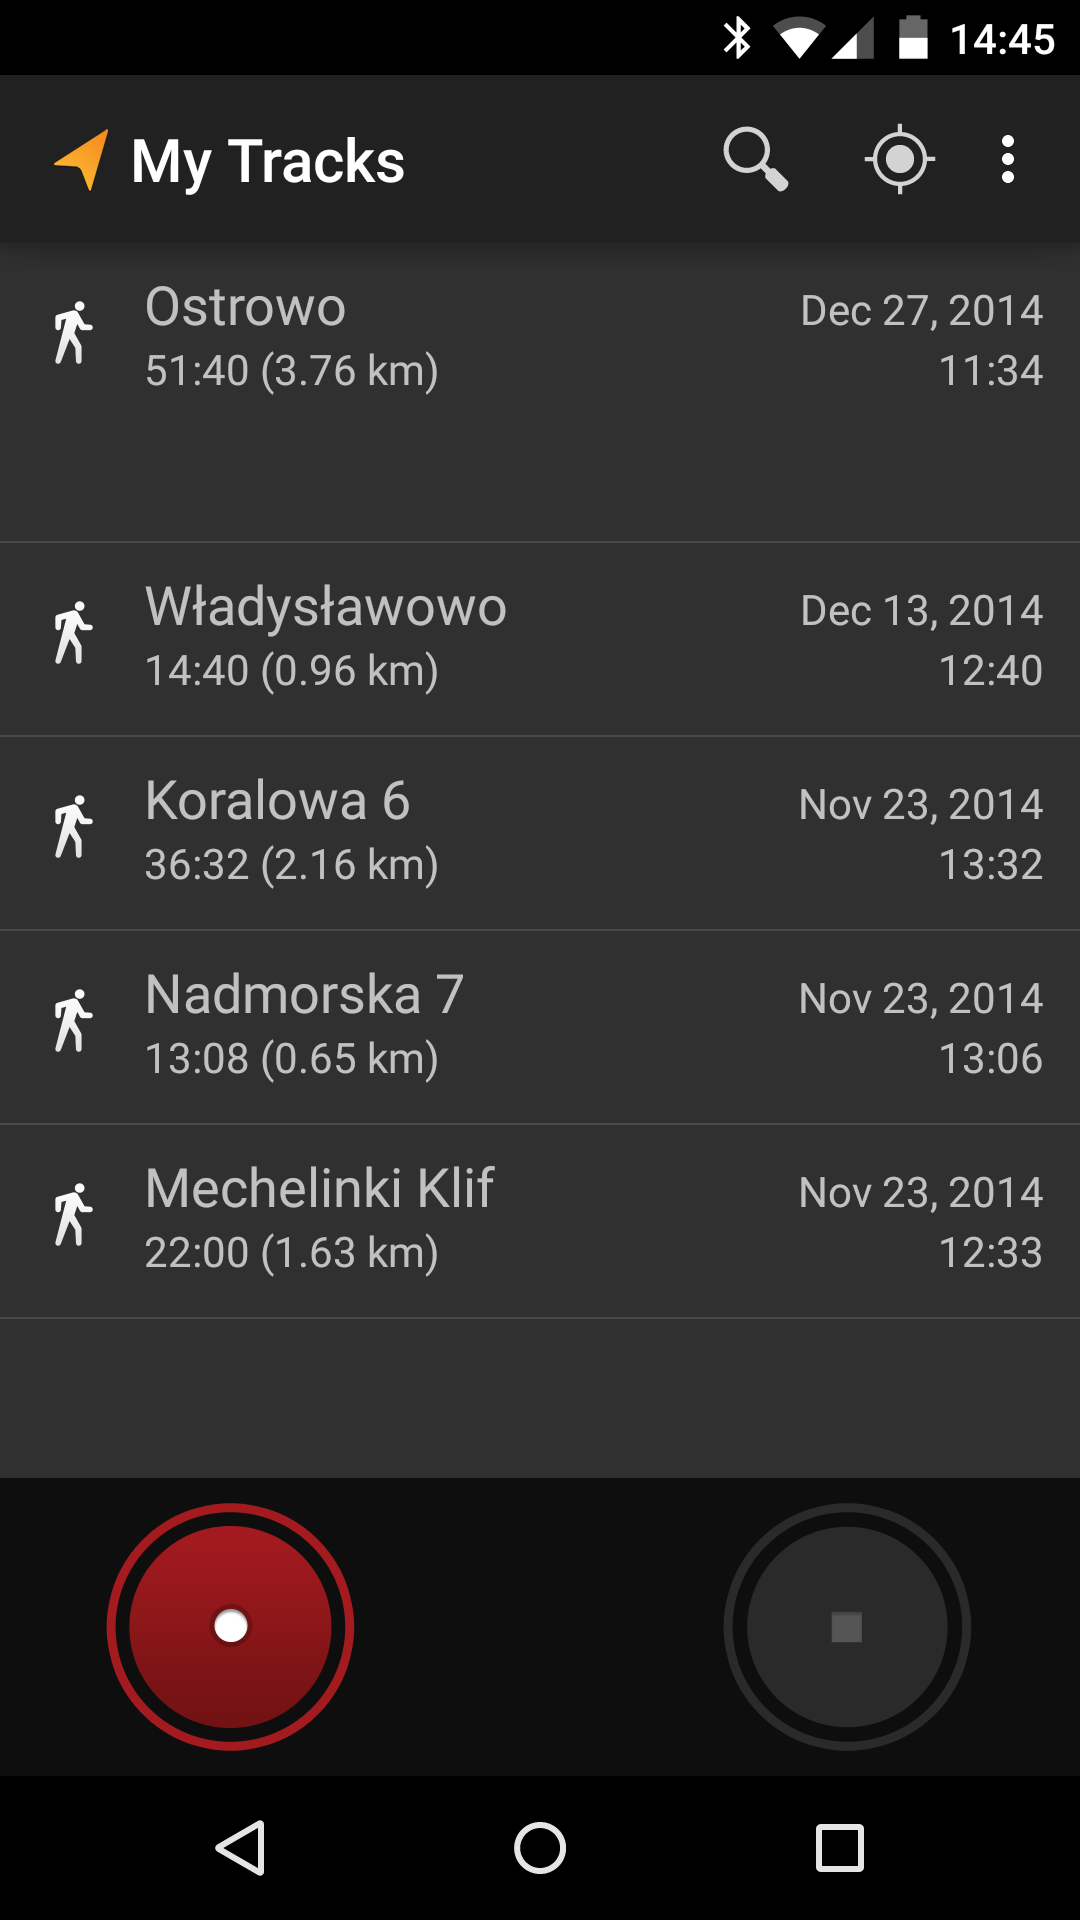 14:45
My Tracks
Ostrowo
Dec 27, 2014
51:40 (3.76 km)
11:34
Władysławowo
Dec 13, 2014
14:40 (0.96 km)
12:40
Koralowa 6
Nov 23, 2014
36:32 (2.16 km)
13:32
Nadmorska 7
Nov 23, 2014
13:08 (0.65 km)
13:06
Mechelinki Klif
Nov 23, 2014
22:00 (1.63 km)
12:33